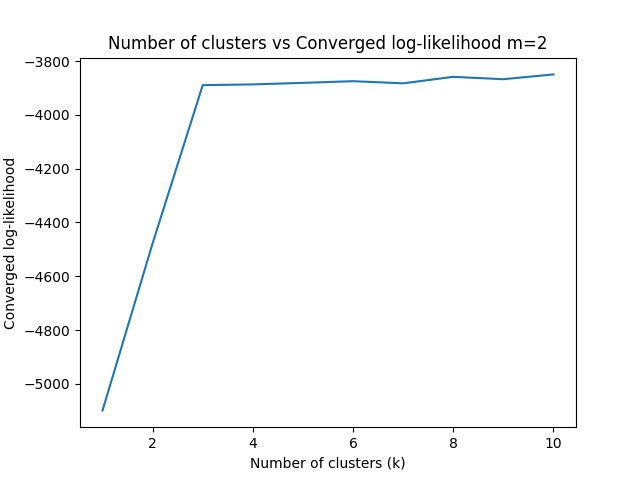 Number of clusters vs Converged log-likelihood m=2
Converged log-likelihood
−3800
−4000
−4200
−4400
−4600
−4800
−5000
2 4 6 8 10
Number of clusters (k)